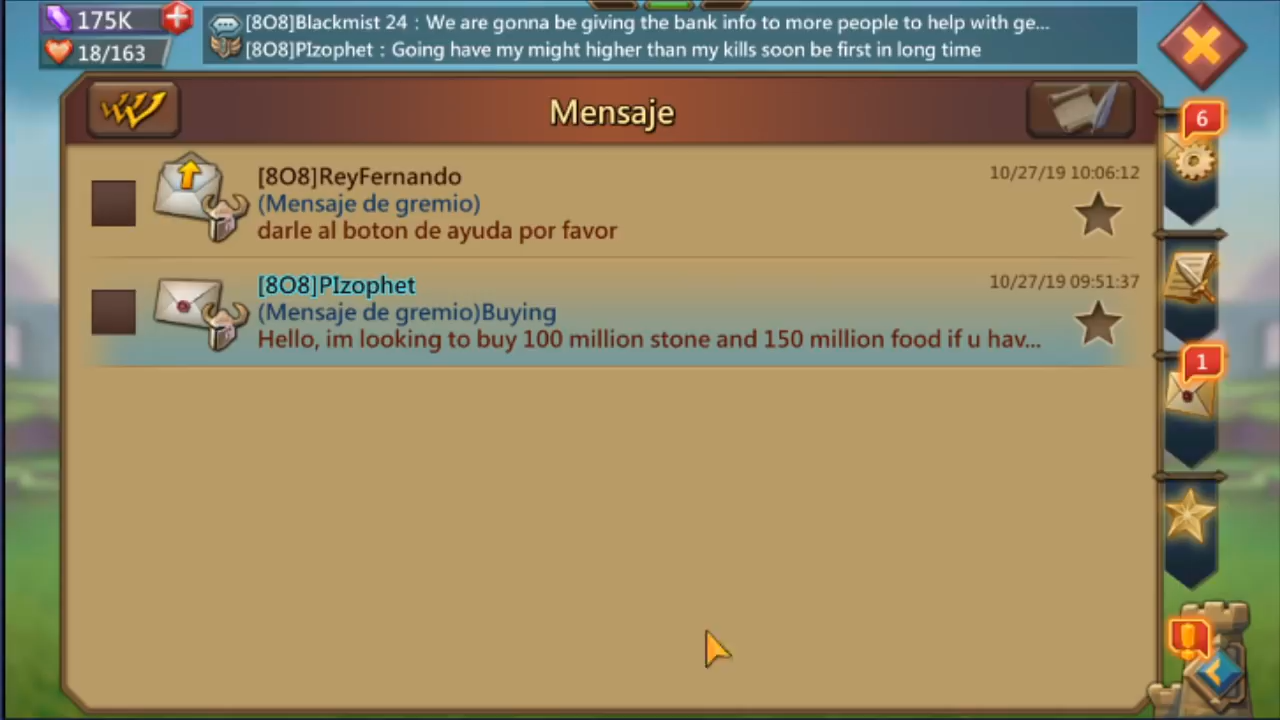 175K
18/163
[8O8]Blackmist 24 : We are gonna be giving the bank info to more people to help with ge...
[8O8]PIzophet : Going have my might higher than my kills soon be first in long time
Mensaje
6
[8O8]ReyFernando
10/27/19 10:06:12
(Mensaje de gremio)
darle al boton de ayuda por favor
[8O8]PIzophet
10/27/19 09:51:37
(Mensaje de gremio)Buying
Hello, im looking to buy 100 million stone and 150 million food if u hav...
1